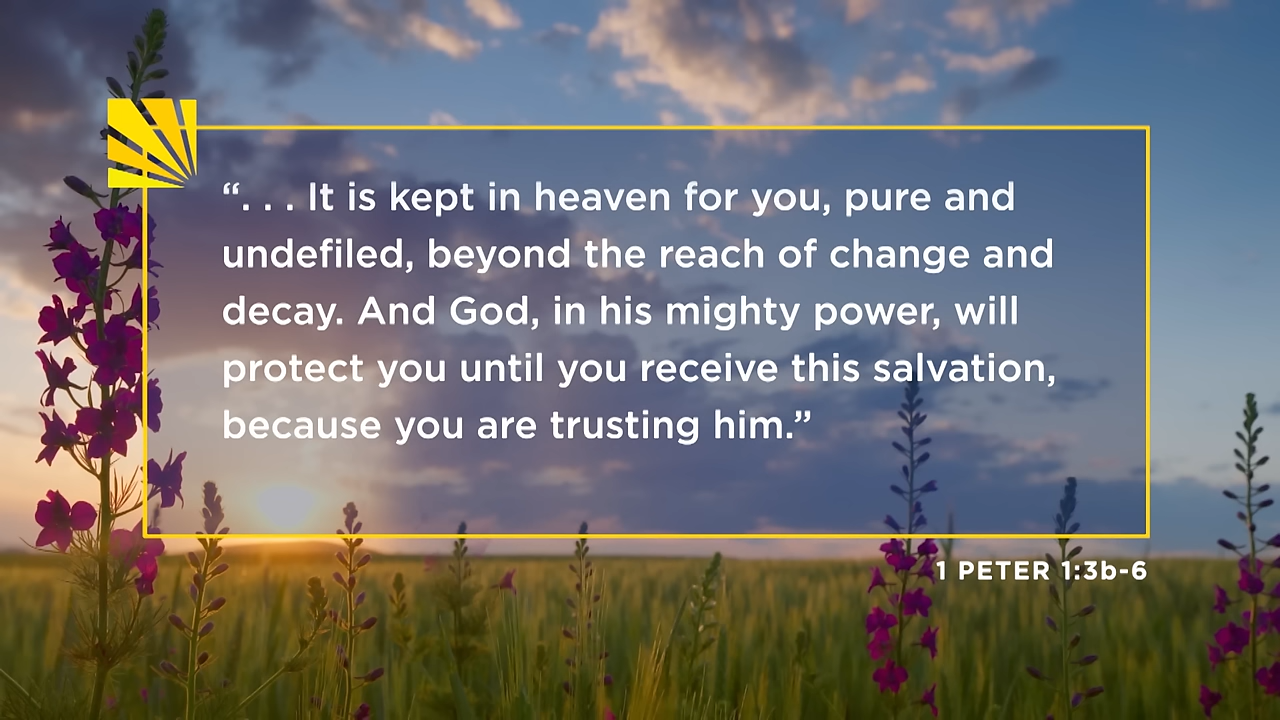 “. . . It is kept in heaven for you, pure and
undefiled, beyond the reach of change and
decay. And God, in his mighty power, will
protect you until you receive this salvation,
because you are trusting him.”
1 PETER 1:3b-6